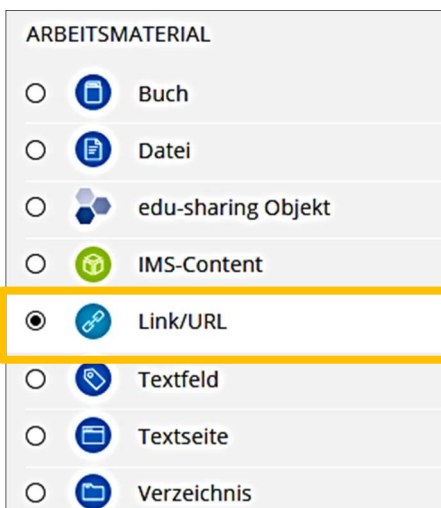 ARBEITSMATERIAL
Buch
Datei
edu-sharing Objekt
IMS-Content
Link/URL
Textfeld
Textseite
Verzeichnis